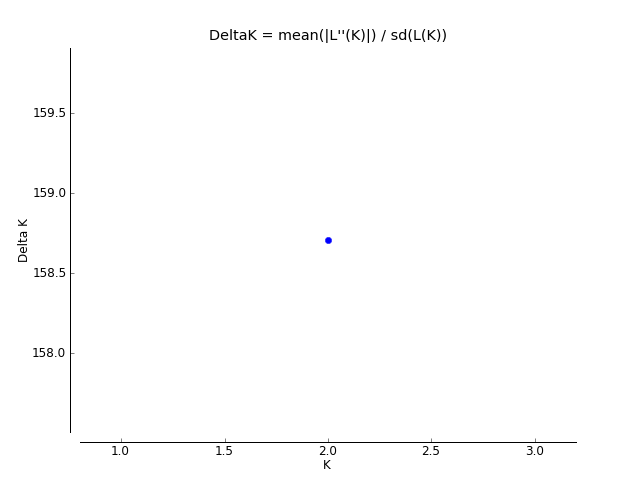 DeltaK = mean(|L''(K)|) / sd(L(K))
159.5
159.0
158.5
158.0
Delta K
1.0 1.5 2.0 2.5 3.0
K